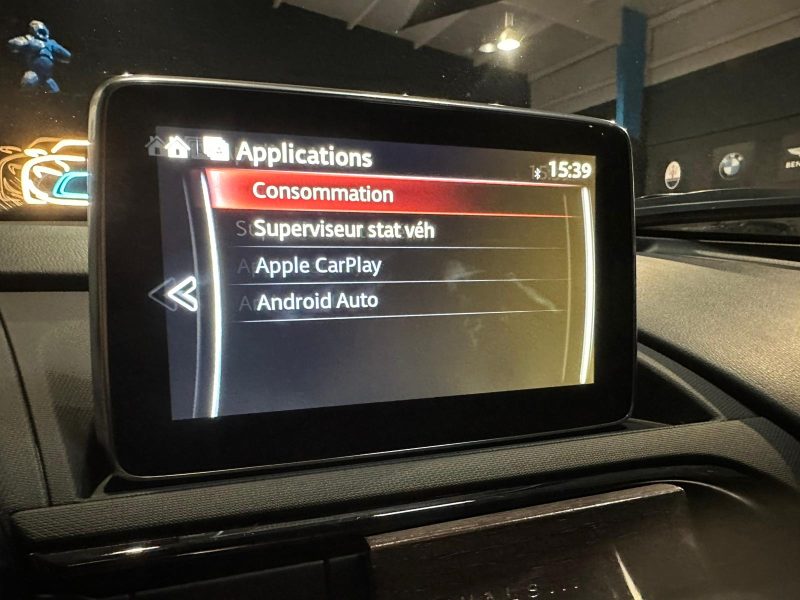 Applications
15:39
Consommation
Superviseur stat véh
Apple CarPlay
Android Auto